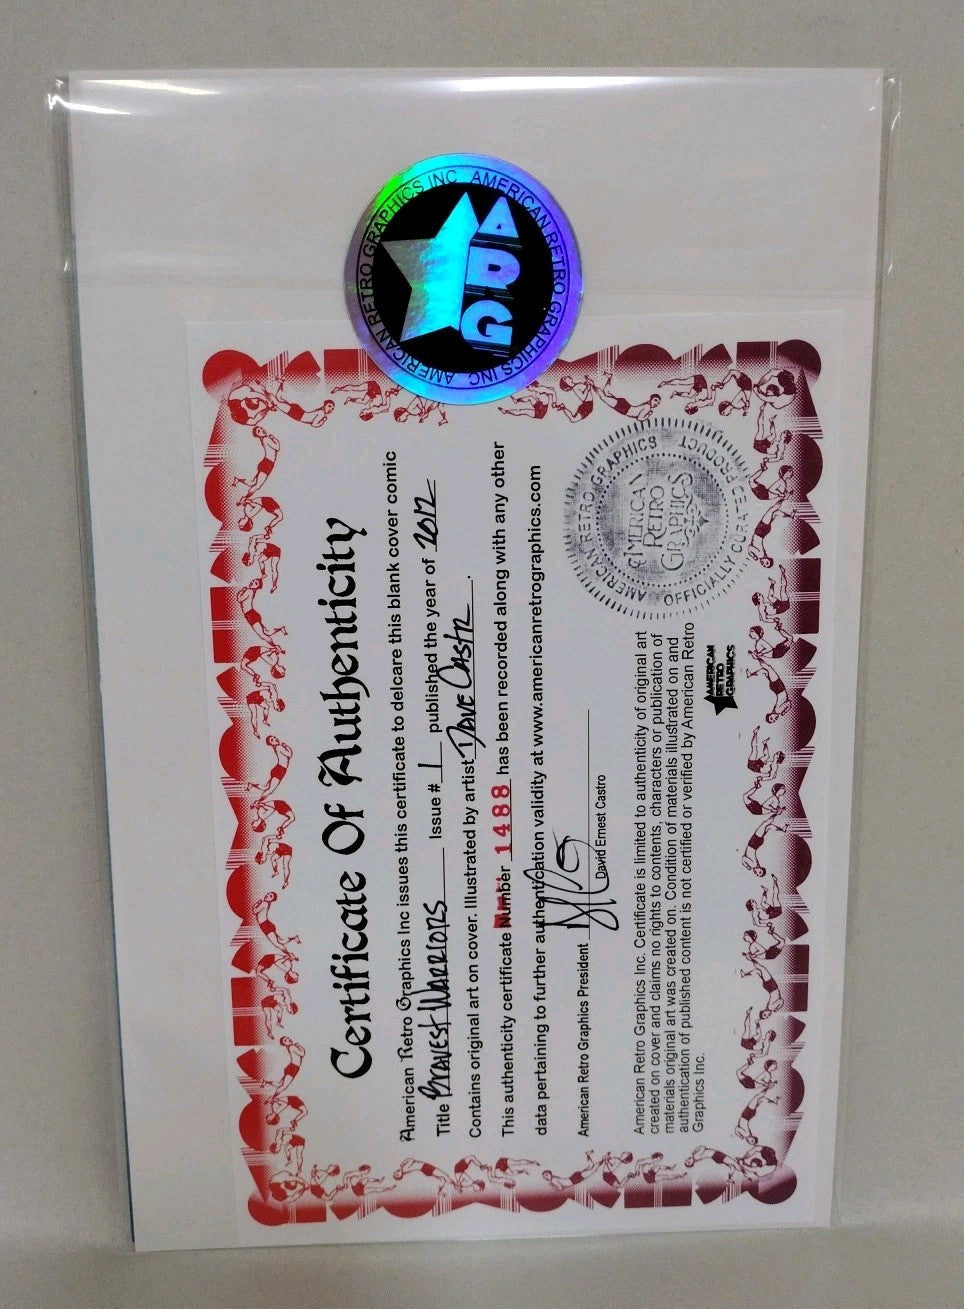 AMERICAN RETRO GRAPHICS INC AMERICAN RETRO GRAPHICS INC
ARG
Certificate Of Authenticity
American Retro Graphics Inc issues this certificate to delcare this blank cover comic
Title Bravest Warriors Issue # 1 published the year of 2012
Contains original art on cover. Illustrated by artist Dave Castr .
This authenticity certificate Number 1488 has been recorded along with any other
data pertaining to further authentication validity at www.americanretrographics.com
American Retro Graphics President
David Ernest Castro
American Retro Graphics Inc. Certificate is limited to authenticity of original art
created on cover and claims no rights to contents, characters or publication of
materials original art was created on. Condition of materials illustrated on and
authentication of published content is not certified or verified by American Retro
Graphics Inc.
AMERICAN
RETRO
GRAPHICS
AMERICAN RETRO GRAPHICS
OFFICIALLY CURATED PRODUCT
AMERICAN
RETRO
GRAPHICS